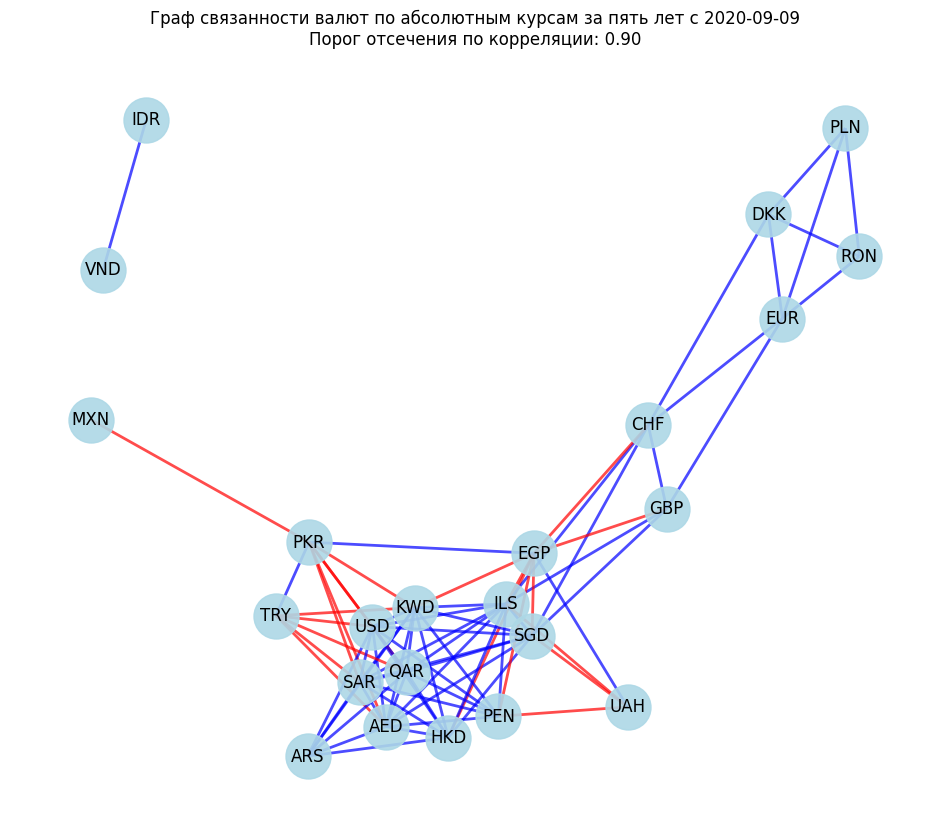 Граф связанности валют по абсолютным курсам за пять лет с 2020-09-09
Порог отсечения по корреляции: 0.90
IDR
PLN
DKK
RON
VND
EUR
MXN
CHF
GBP
PKR
EGP
ILS
KWD
TRY
USD
SGD
QAR
SAR
UAH
PEN
AED
HKD
ARS